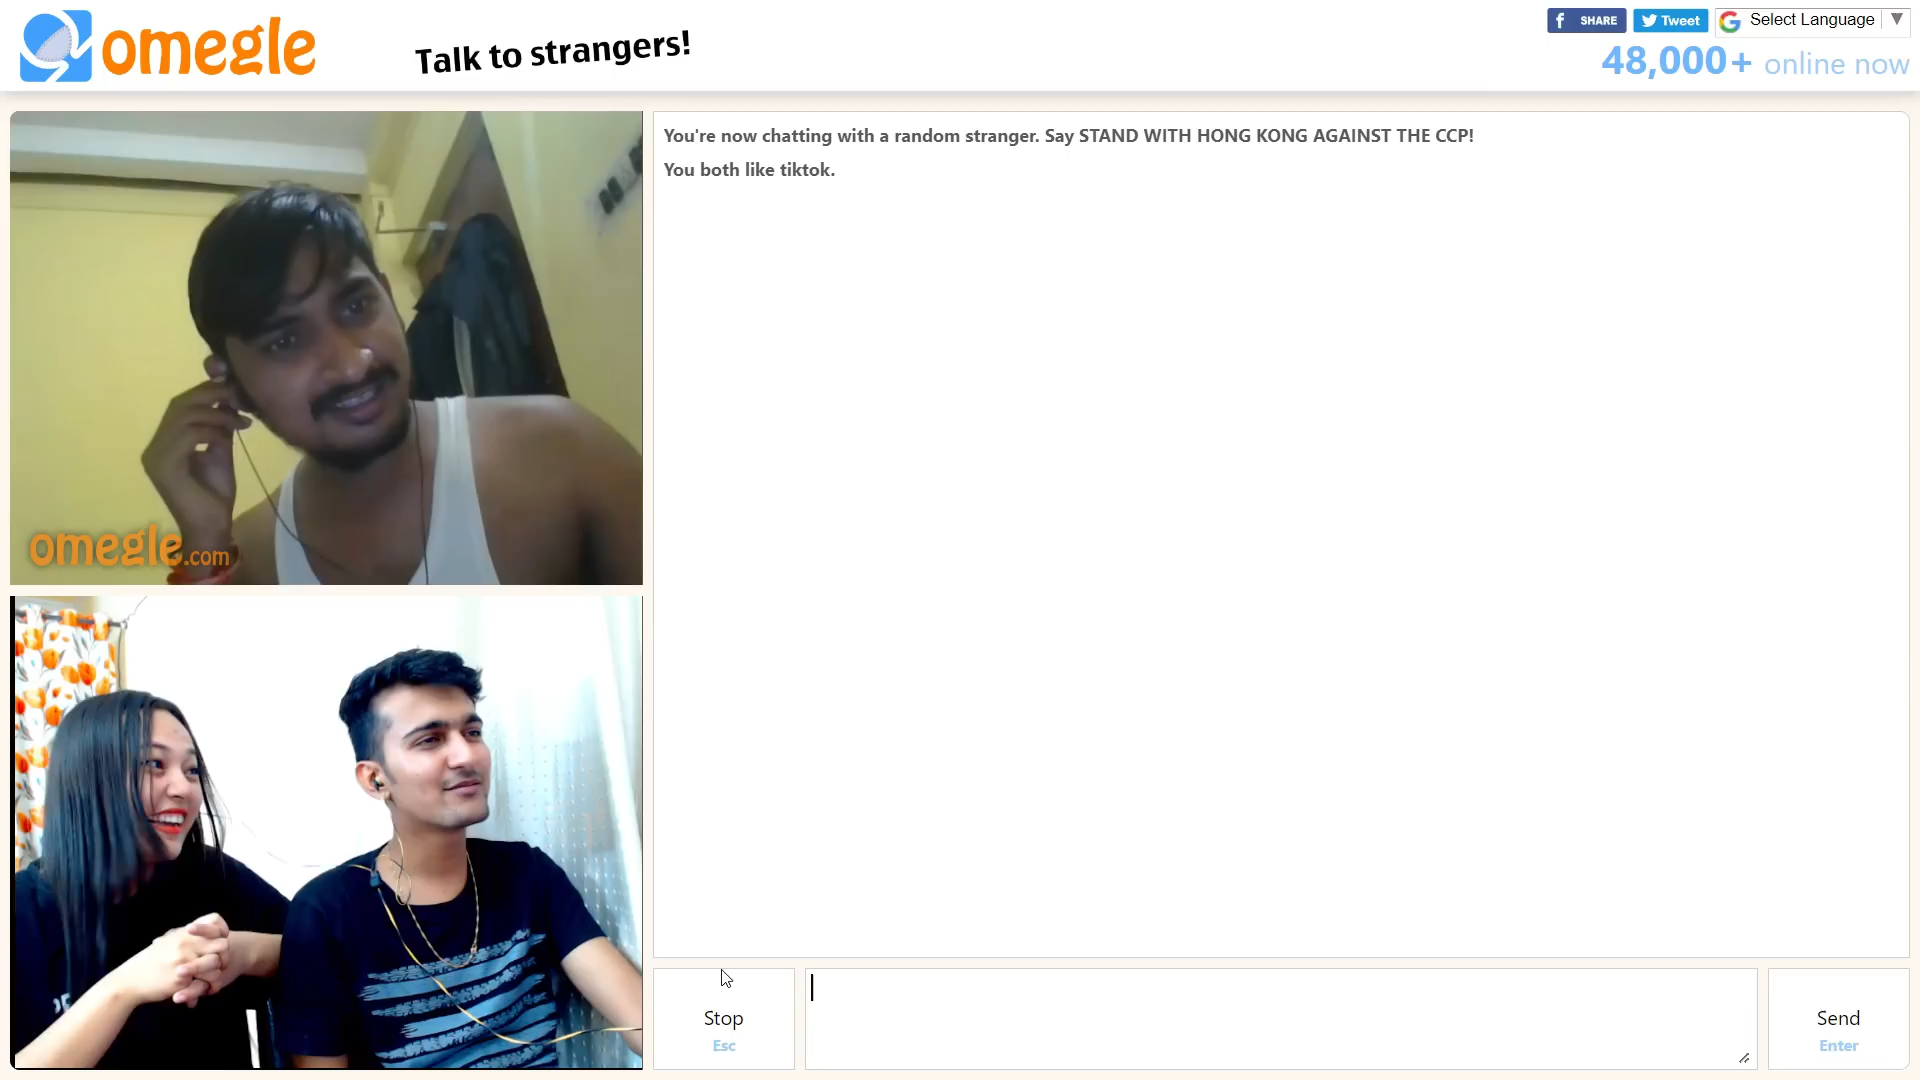 omegle
Talk to strangers!
SHARE
Tweet
Select Language
48,000+ online now
You're now chatting with a random stranger. Say STAND WITH HONG KONG AGAINST THE CCP!
You both like tiktok.
omegle.com
Stop
Esc
Send
Enter